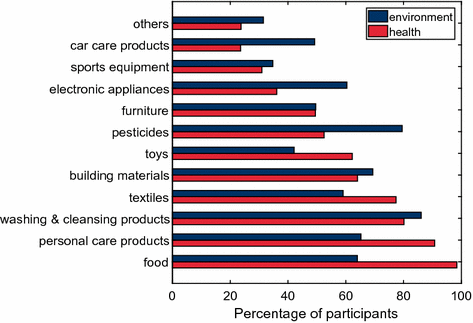 environment
health
others
car care products
sports equipment
electronic appliances
furniture
pesticides
toys
building materials
textiles
washing & cleansing products
personal care products
food
0 20 40 60 80 100
Percentage of participants